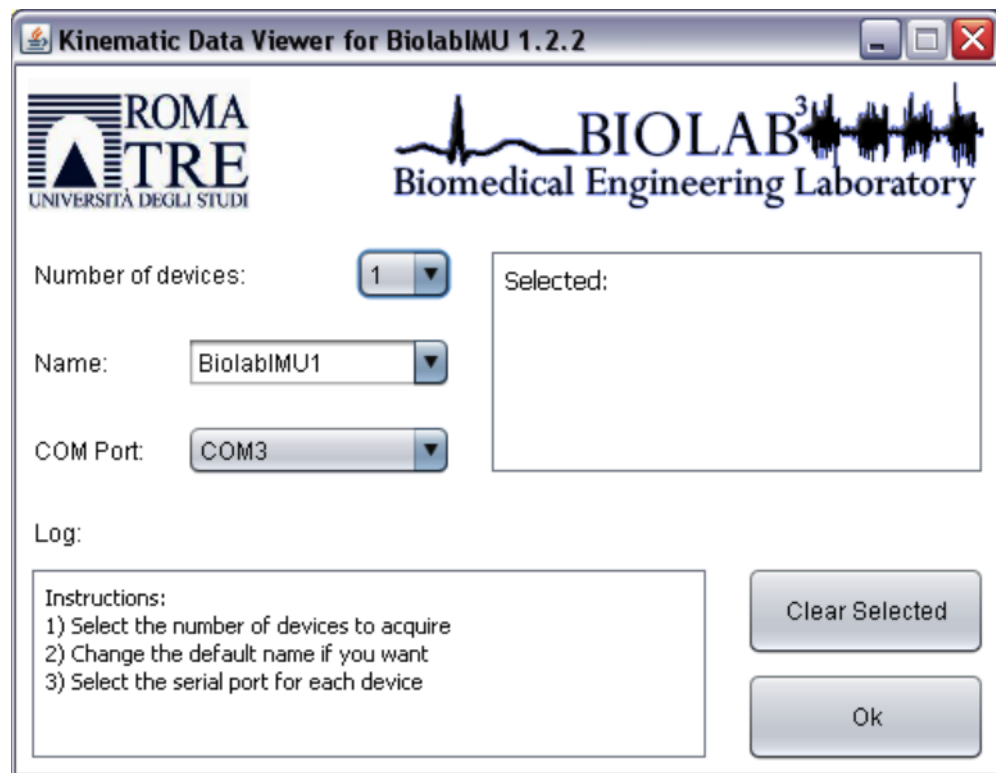 Kinematic Data Viewer for BiolabIMU 1.2.2
ROMA
TRE
UNIVERSITÀ DEGLI STUDI
BIOLAB3
Biomedical Engineering Laboratory
Number of devices:
1
Selected:
Name:
BiolabIMU1
COM Port:
COM3
Log:
Instructions:
1) Select the number of devices to acquire
2) Change the default name if you want
3) Select the serial port for each device
Clear Selected
Ok